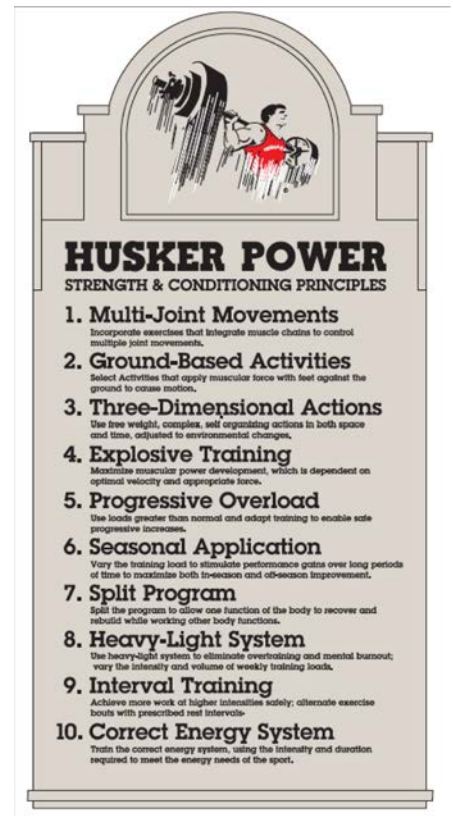 HUSKER POWER
STRENGTH & CONDITIONING PRINCIPLES
1. Multi-Joint Movements
Incorporate exercises that integrate muscle chains to control
multiple joint movements.
2. Ground-Based Activities
Select Activities that apply muscular force with feet against the
ground to cause motion.
3. Three-Dimensional Actions
Use free weight, complex, self organizing actions in both space
and time, adjusted to environmental changes.
4. Explosive Training
Maximize muscular power development, which is dependent on
optimal velocity and appropriate force.
5. Progressive Overload
Use loads greater than normal and adapt training to enable safe
progressive increases.
6. Seasonal Application
Vary the training load to stimulate performance gains over long periods
of time to maximize both in-season and off-season improvement.
7. Split Program
Split the program to allow one function of the body to recover and
rebuild while working other body functions.
8. Heavy-Light System
Use heavy-light system to eliminate overtraining and mental burnout;
vary the intensity and volume of weekly training loads.
9. Interval Training
Achieve more work at higher intensities safely; alternate exercise
bouts with prescribed rest intervals-
10. Correct Energy System
Train the correct energy system, using the intensity and duration
required to meet the energy needs of the sport.